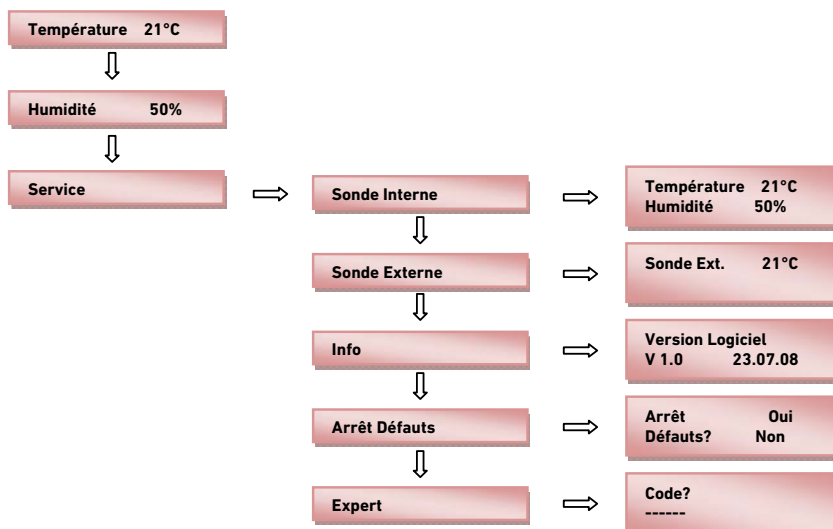 Température 21°C
Humidité 50%
Service
Sonde Interne
Température 21°C
Humidité 50%
Sonde Externe
Sonde Ext. 21°C
Info
Version Logiciel
V 1.0 23.07.08
Arrêt Défauts
Arrêt Oui
Défauts? Non
Expert
Code?
------